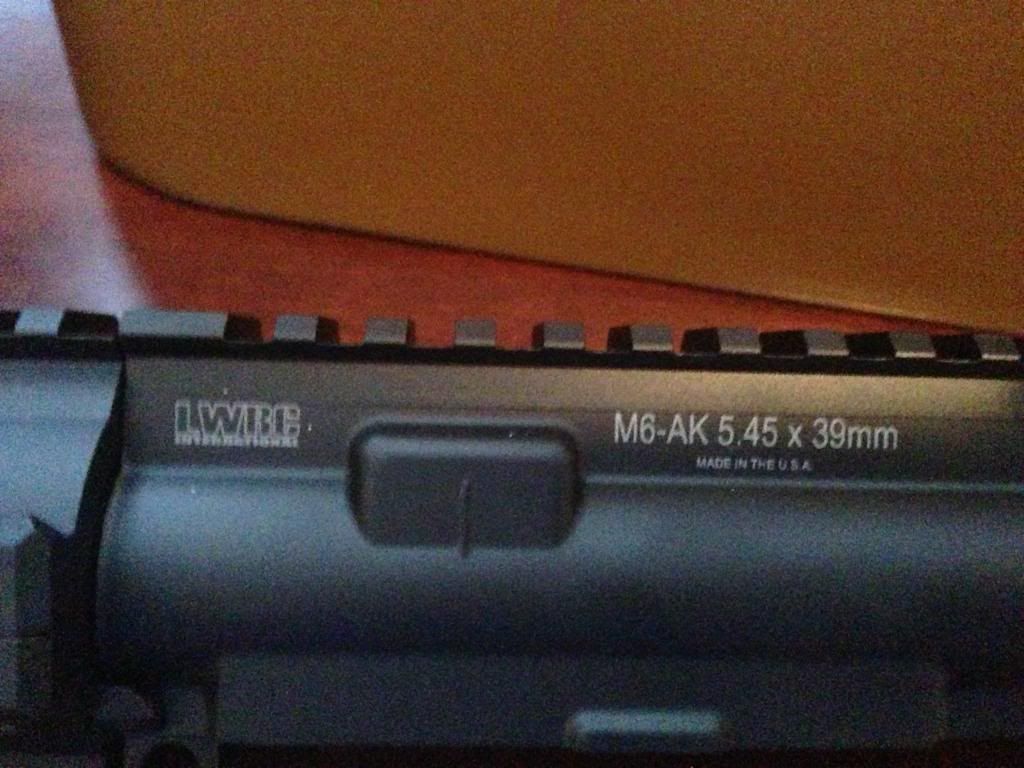 LWRC
INTERNATIONAL
M6-AK 5.45 x 39mm
MADE IN THE U.S.A.